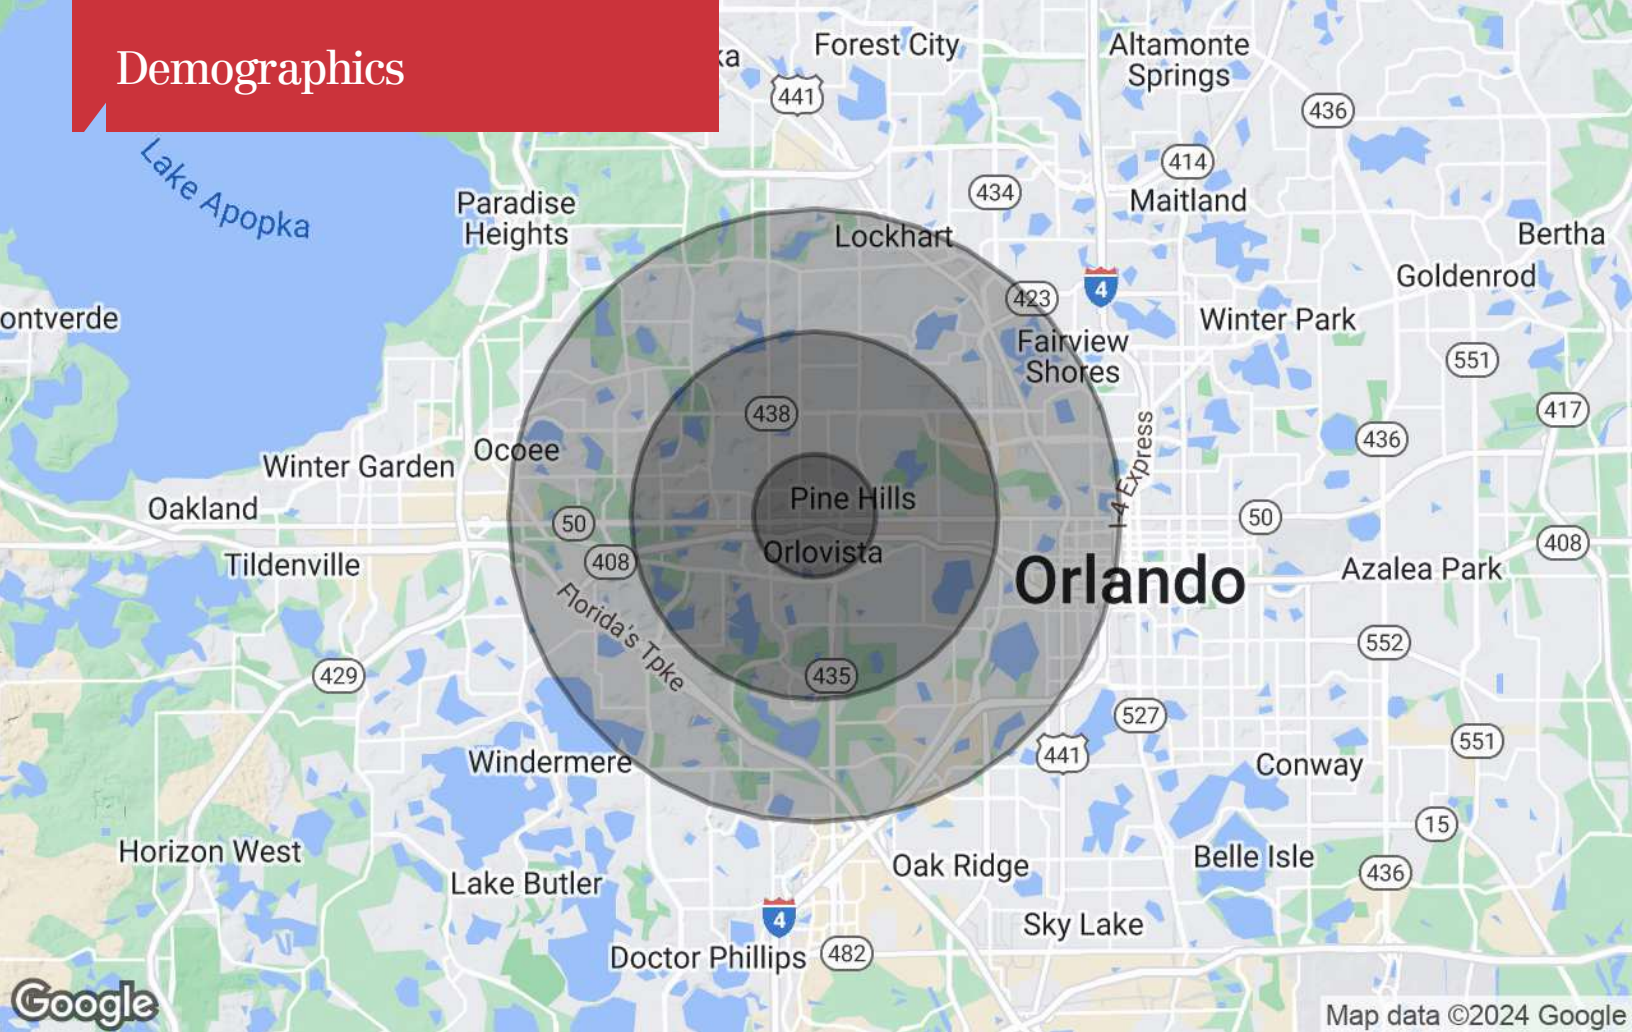 Demographics
Forest City
Altamonte
Springs
441
436
414
434
Lake Apopka
Paradise
Heights
Maitland
Lockhart
Bertha
Goldenrod
4
423
ontverde
Winter Park
Fairview
Shores
551
438
417
436
I-4 Express
Ocoee
Winter Garden
Pine Hills
Oakland
50
50
408
Orlovista
408
Tildenville
Orlando
Azalea Park
Florida's Tpke
552
429
435
527
441
551
Windermere
Conway
15
Horizon West
Belle Isle
Oak Ridge
436
Lake Butler
4
Sky Lake
Doctor Phillips
482
Google
Map data ©2024 Google